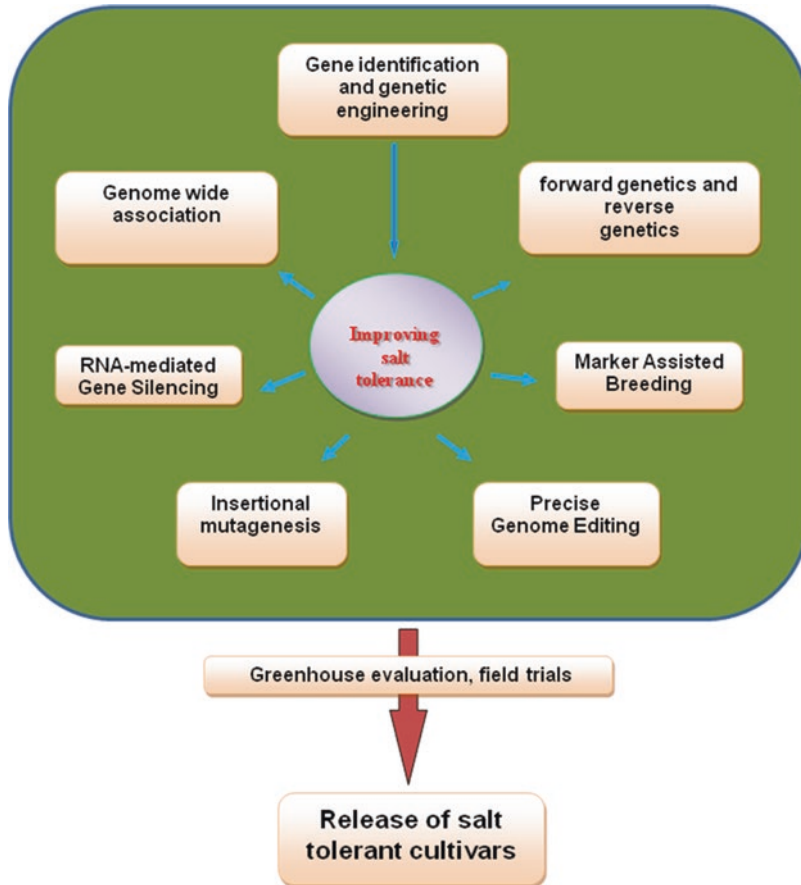 Gene identification
and genetic
engineering
Genome wide
association
forward genetics and
reverse
genetics
Improving
salt
tolerance
RNA-mediated
Gene Silencing
Marker Assisted
Breeding
Insertional
mutagenesis
Precise
Genome Editing
Greenhouse evaluation, field trials
Release of salt
tolerant cultivars